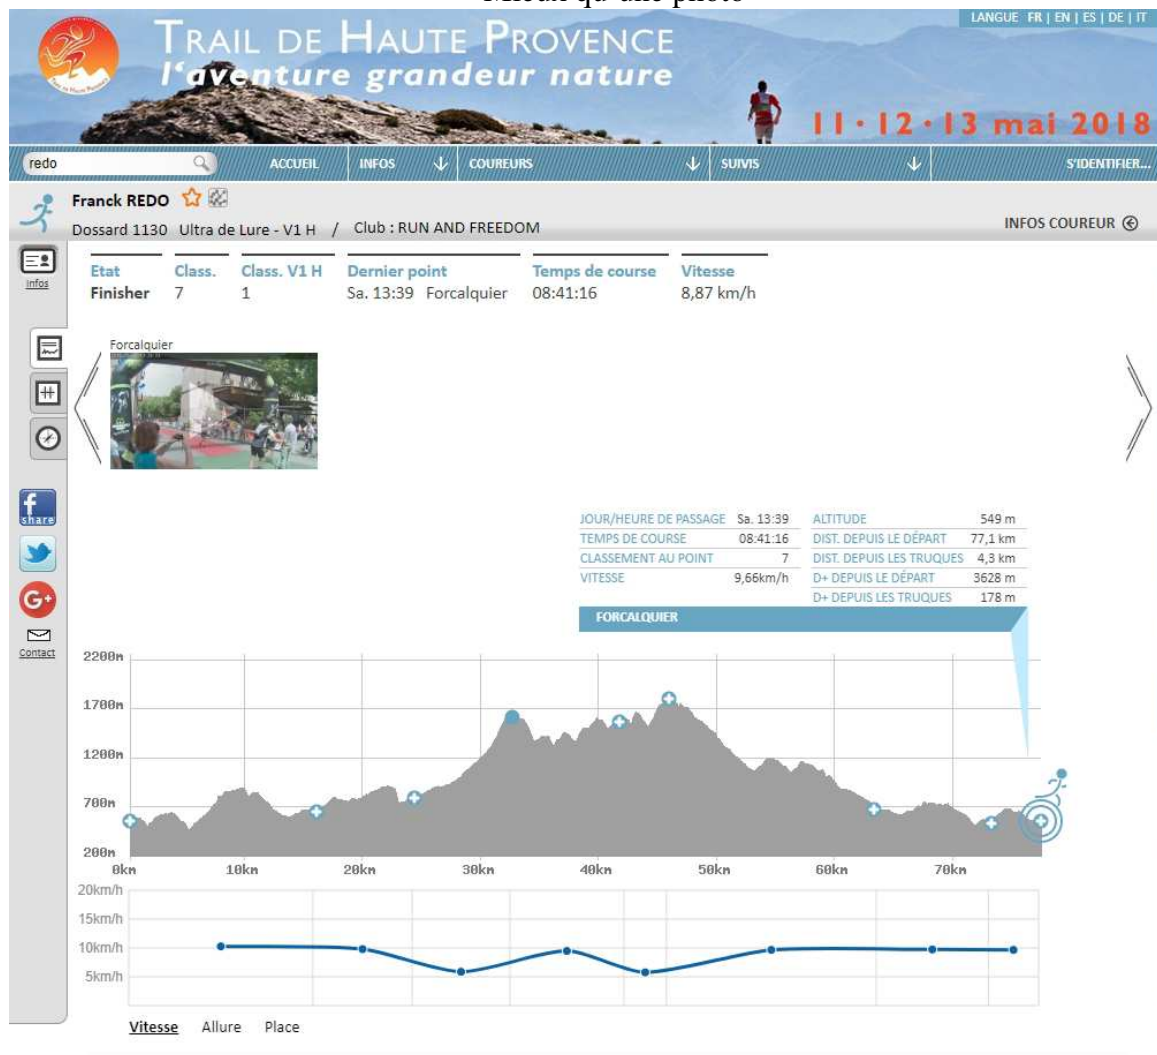 Mieux qu'une photo
LANGUE FR | EN | ES | DE | IT
TRAIL DE HAUTE PROVENCE
l'aventure grandeur nature
11 • 12 • 13 mai 2018
redo ACCUEIL INFOS COUREURS SUIVIS S'IDENTIFIER...
Franck REDO
Dossard 1130 Ultra de Lure - V1 H / Club : RUN AND FREEDOM
INFOS COUREUR
Infos
Etat Class. Class. V1 H Dernier point Temps de course Vitesse
Finisher 7 1 Sa. 13:39 Forcalquier 08:41:16 8,87 km/h
Forcalquier
f
share
G+
Contact
JOUR/HEURE DE PASSAGE Sa. 13:39 ALTITUDE 549 m
TEMPS DE COURSE 08:41:16 DIST. DEPUIS LE DÉPART 77,1 km
CLASSEMENT AU POINT 7 DIST. DEPUIS LES TRUQUES 4,3 km
VITESSE 9,66km/h D+ DEPUIS LE DÉPART 3628 m
D+ DEPUIS LES TRUQUES 178 m
FORCALQUIER
2200m
1700m
1200m
700m
200m
0km 10km 20km 30km 40km 50km 60km 70km
20km/h
15km/h
10km/h
5km/h
Vitesse Allure Place